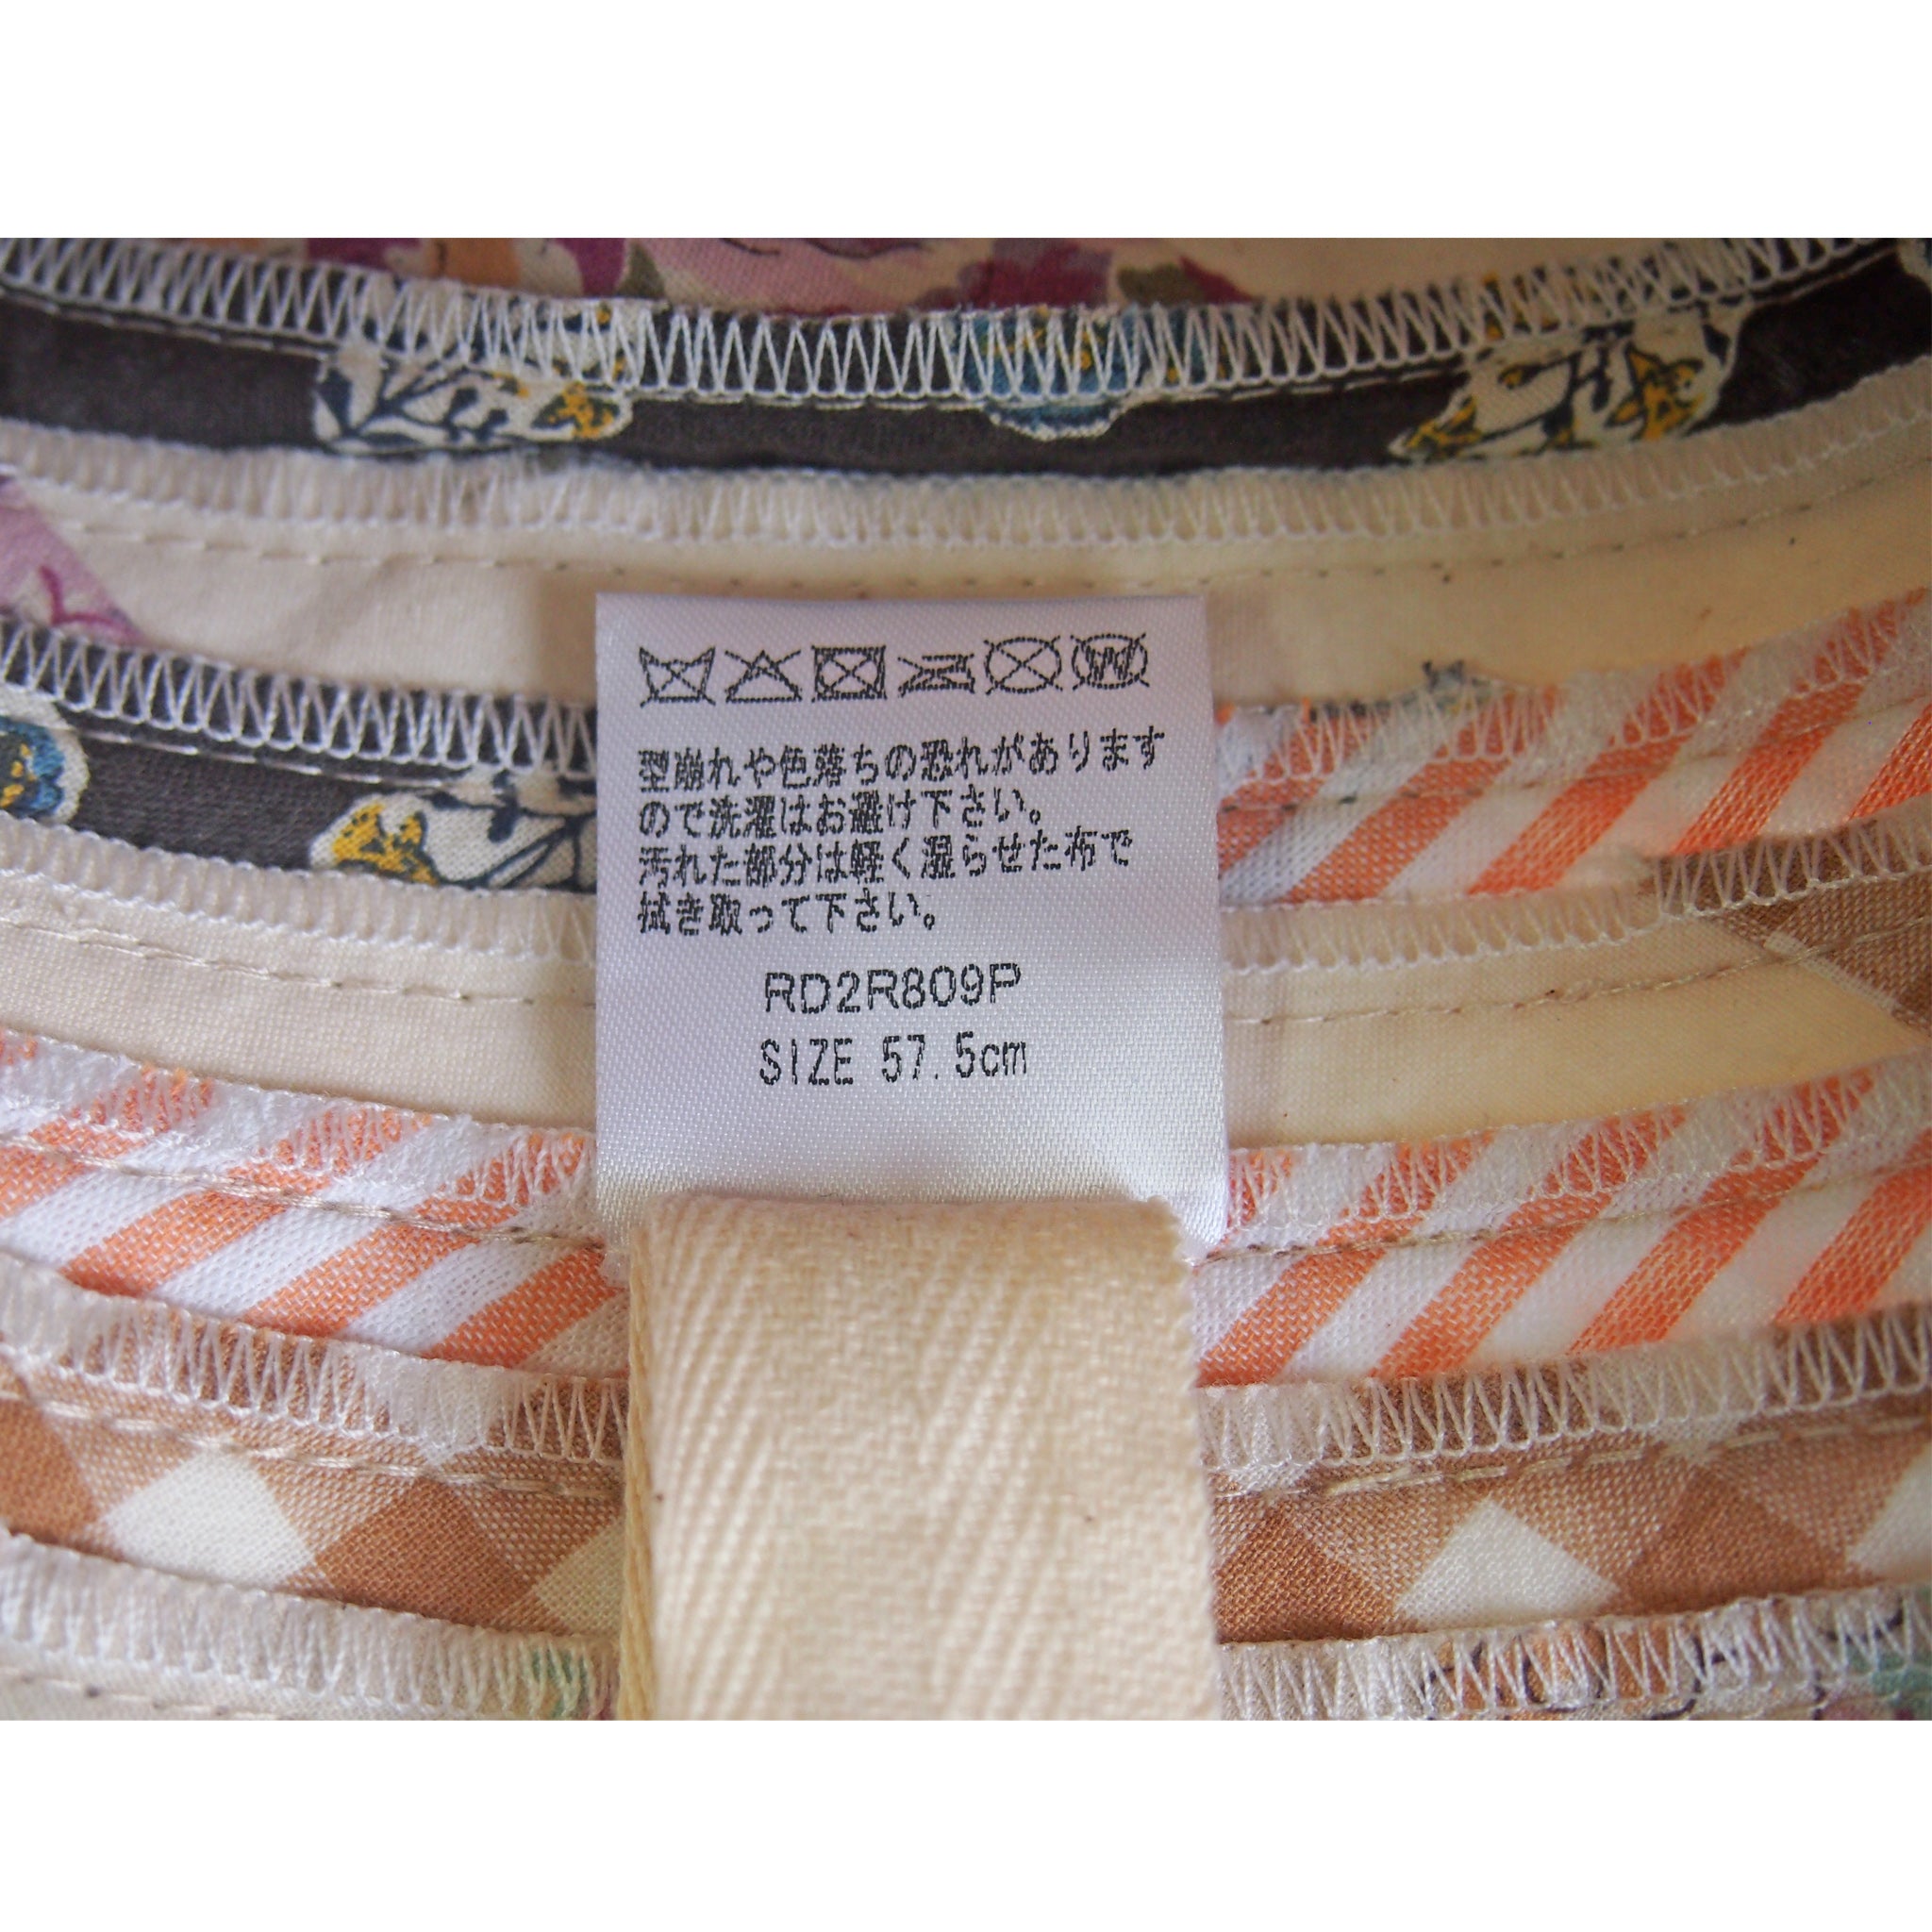 型崩れや色落ちの恐れがあります
ので洗濯はお避け下さい。
汚れた部分は軽く湿らせた布で
拭き取って下さい。
RD2R809P
SIZE 57.5cm